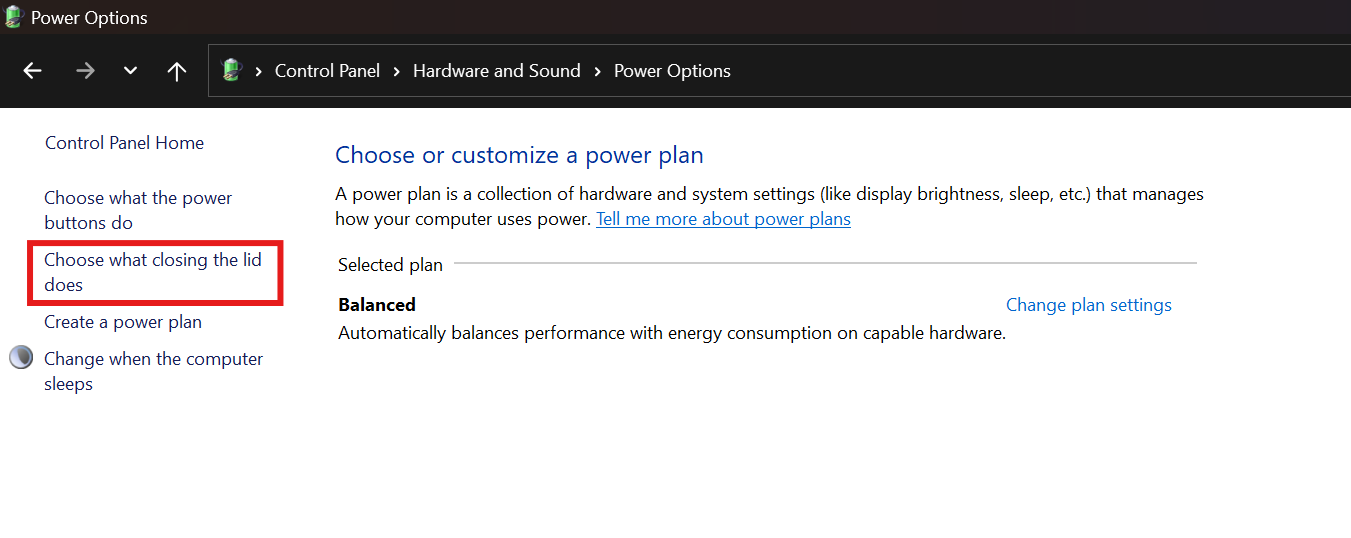 Power Options
Control Panel > Hardware and Sound > Power Options
Control Panel Home
Choose what the power
buttons do
Choose what closing the lid
does
Create a power plan
Change when the computer
sleeps
Choose or customize a power plan
A power plan is a collection of hardware and system settings (like display brightness, sleep, etc.) that manages
how your computer uses power. Tell me more about power plans
Selected plan
Balanced
Change plan settings
Automatically balances performance with energy consumption on capable hardware.